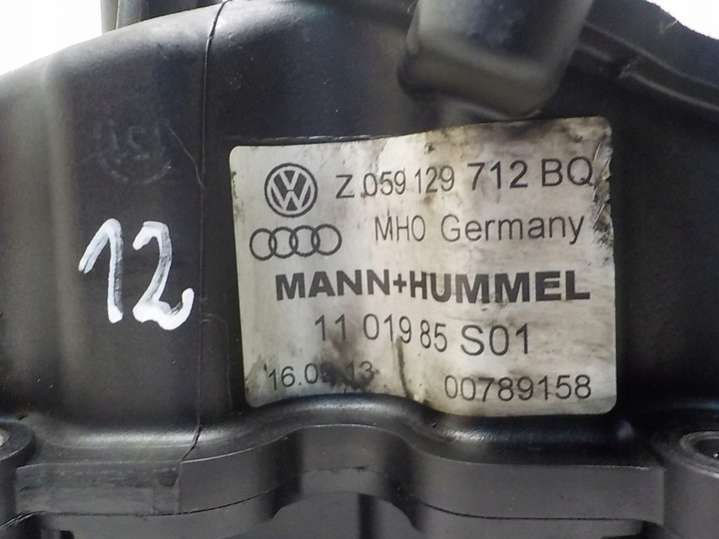 Z 059 129 712 BQ
MHO Germany
MANN+HUMMEL
11 019 85 S01
00789158
12